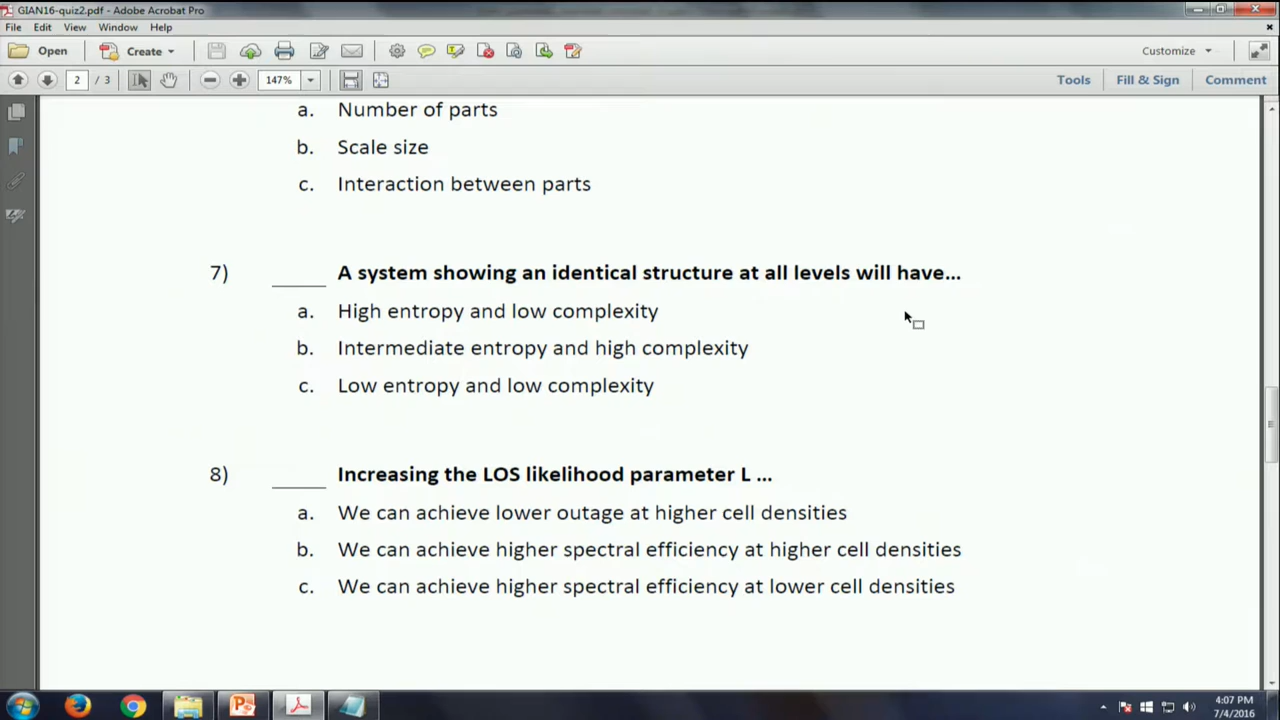 GIAN16-quiz2.pdf - Adobe Acrobat Pro
File Edit View Window Help
Open Create Customize
2 / 3 147% Tools Fill & Sign Comment
a. Number of parts
b. Scale size
c. Interaction between parts
7) _____ A system showing an identical structure at all levels will have...
a. High entropy and low complexity
b. Intermediate entropy and high complexity
c. Low entropy and low complexity
8) _____ Increasing the LOS likelihood parameter L ...
a. We can achieve lower outage at higher cell densities
b. We can achieve higher spectral efficiency at higher cell densities
c. We can achieve higher spectral efficiency at lower cell densities
4:07 PM
7/4/2016